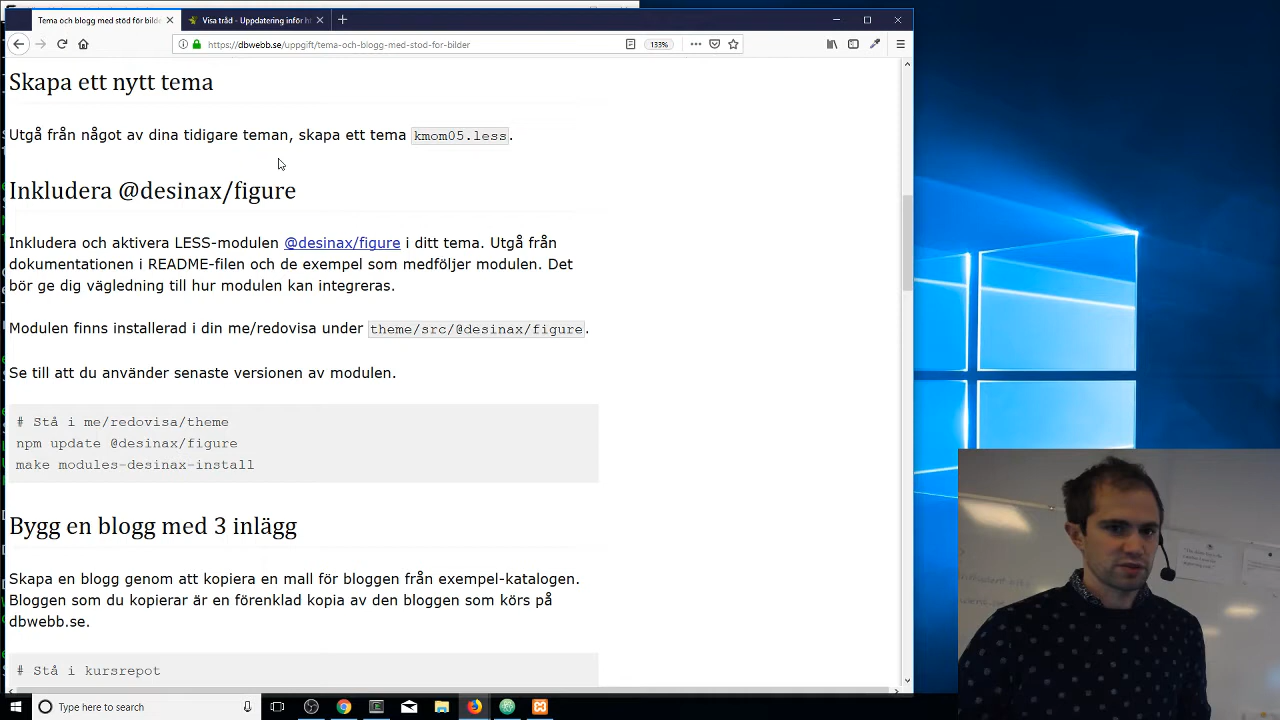 Tema och blogg med stöd för bilde
Visa tråd - Uppdatering inför h
https://dbwebb.se/uppgift/tema-och-blogg-med-stod-for-bilder
133%
Skapa ett nytt tema
Utgå från något av dina tidigare teman, skapa ett tema kmom05.less.
Inkludera @desinax/figure
Inkludera och aktivera LESS-modulen @desinax/figure i ditt tema. Utgå från
dokumentationen i README-filen och de exempel som medföljer modulen. Det
bör ge dig vägledning till hur modulen kan integreras.
Modulen finns installerad i din me/redovisa under theme/src/@desinax/figure.
Se till att du använder senaste versionen av modulen.
# Stå i me/redovisa/theme
npm update @desinax/figure
make modules-desinax-install
Bygg en blogg med 3 inlägg
Skapa en blogg genom att kopiera en mall för bloggen från exempel-katalogen.
Bloggen som du kopierar är en förenklad kopia av den bloggen som körs på
dbwebb.se.
# Stå i kursrepot
Type here to search